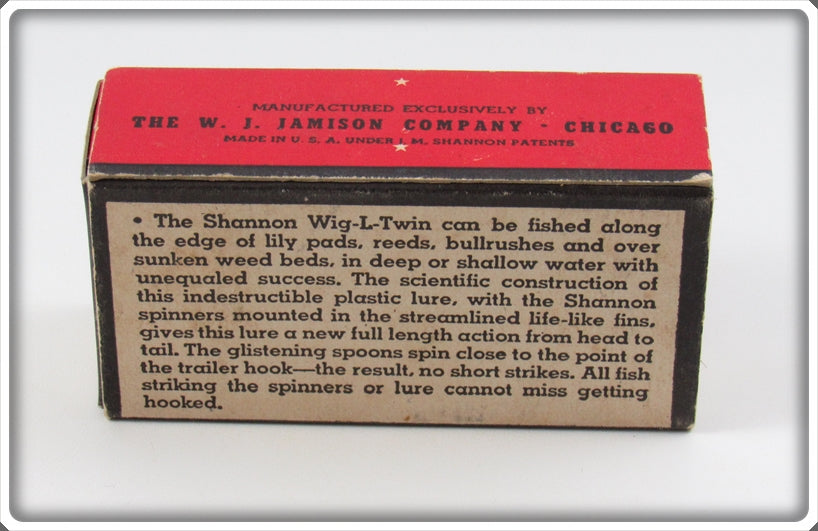 MANUFACTURED EXCLUSIVELY BY
THE W. J. JAMISON COMPANY - CHICAGO
MADE IN U. S. A. UNDER J. M. SHANNON PATENTS
• The Shannon Wig-L-Twin can be fished along
the edge of lily pads, reeds, bullrushes and over
sunken weed beds, in deep or shallow water with
unequaled success. The scientific construction of
this indestructible plastic lure, with the Shannon
spinners mounted in the streamlined life-like fins,
gives this lure a new full length action from head to
tail. The glistening spoons spin close to the point of
the trailer hook—the result, no short strikes. All fish
striking the spinners or lure cannot miss getting
hooked.